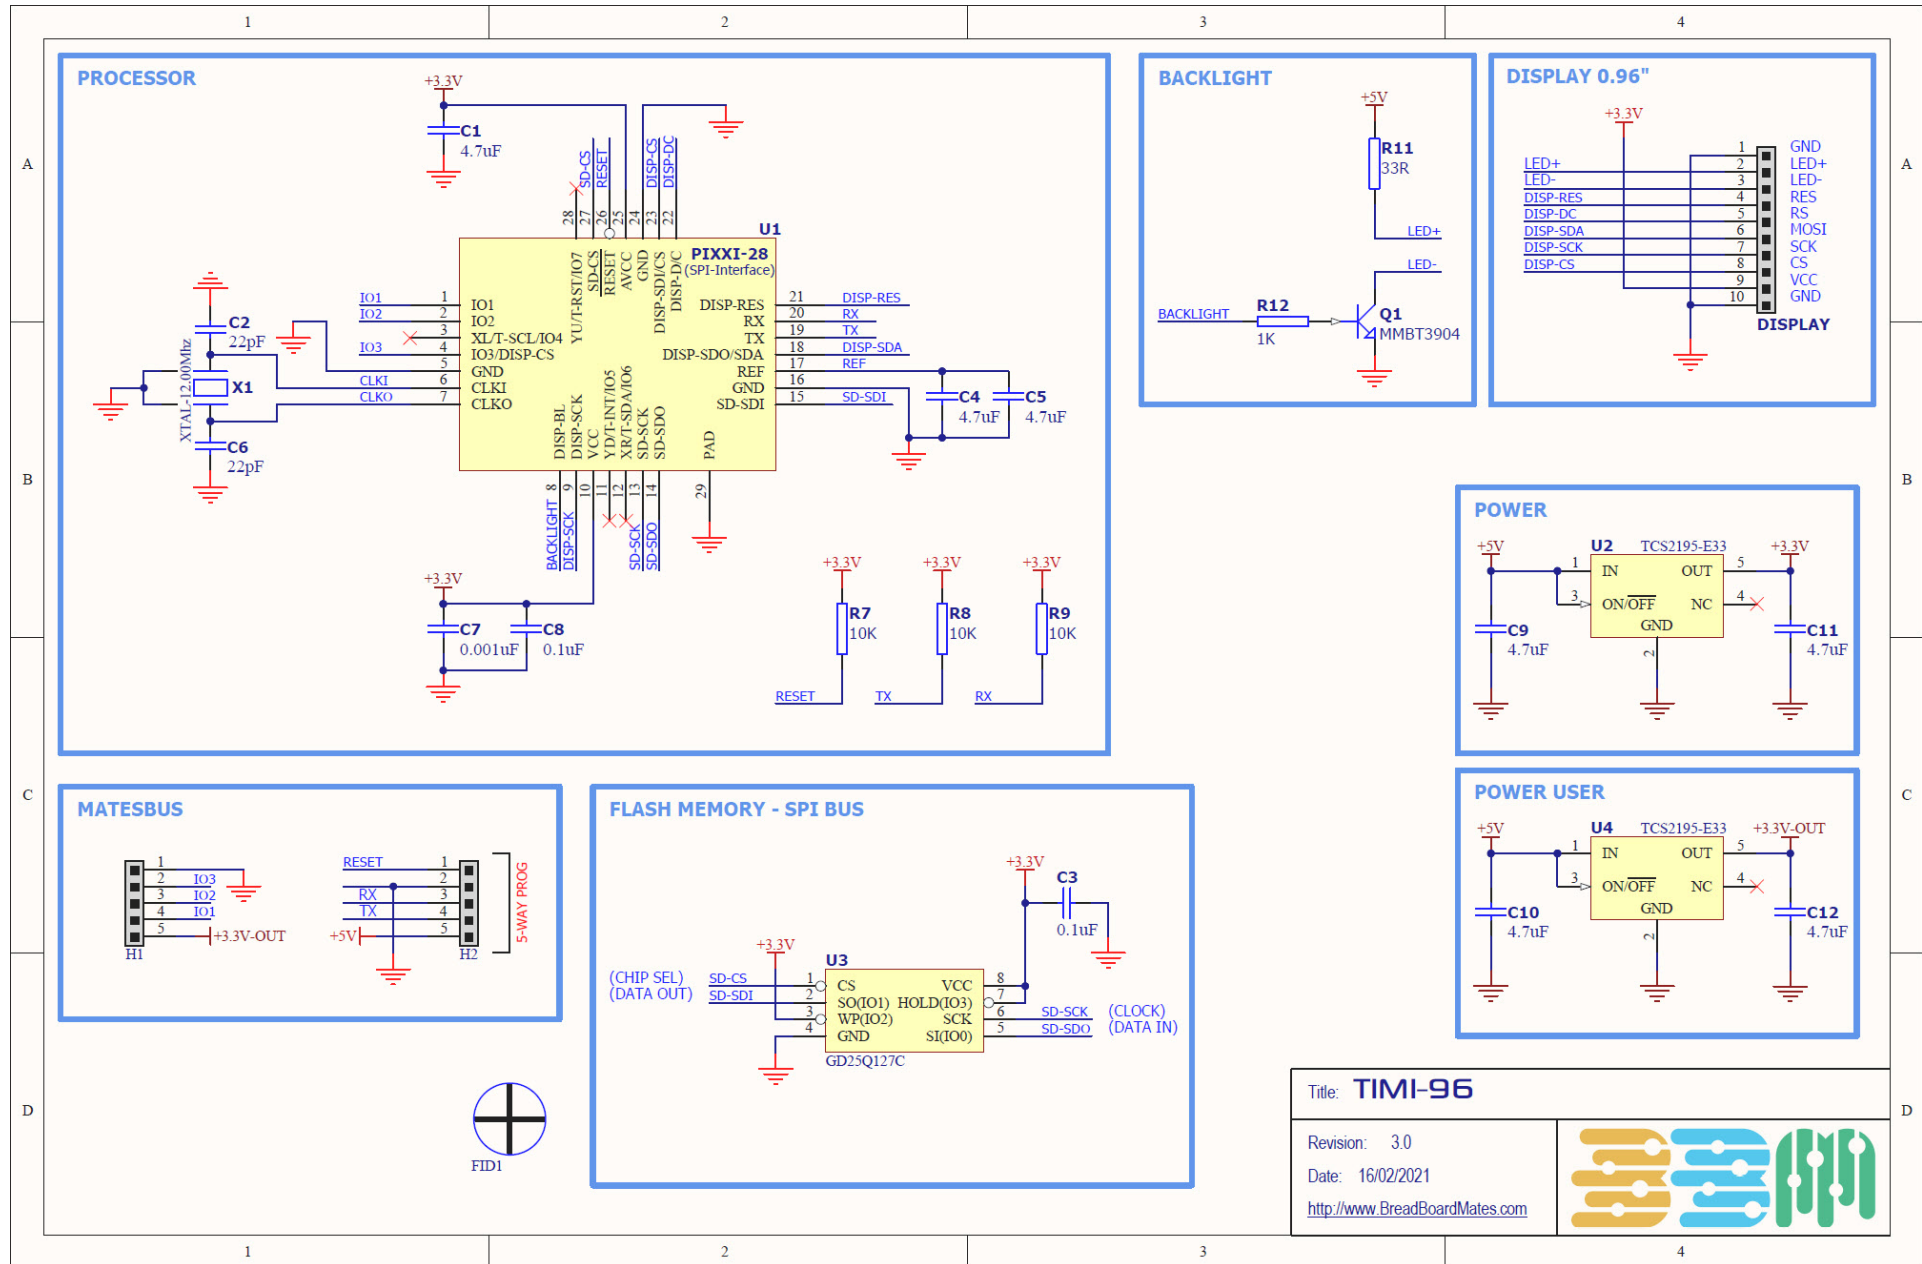 1 2 3 4
A
B
C
D
PROCESSOR
+3.3V
C1
4.7uF
SD-CS
RESET
DISP-CS
DISP-DC
28 27 26 25 24 23 22
U1
PIXXI-28
(SPI-Interface)
YU/T-RST/IO7
SD-CS
RESET
AVCC
GND
DISP-SDI/CS
DISP-D/C
IO1 1 IO1
IO2 2 IO2
3 XL/T-SCL/IO4
IO3 4 IO3/DISP-CS
5 GND
CLKI 6 CLKI
CLKO 7 CLKO
DISP-RES 21 DISP-RES
RX 20 RX
TX 19 TX
DISP-SDO/SDA 18 DISP-SDA
REF 17 REF
GND 16
SD-SDI 15 SD-SDI
C2
22pF
XTAL-12.00Mhz
X1
C6
22pF
C4
4.7uF
C5
4.7uF
DISP-BL
DISP-SCK
VCC
YD/T-INT/IO5
XR/T-SDA/IO6
SD-SCK
SD-SDO
PAD
8 9 10 11 12 13 14 29
BACKLIGHT
DISP-SCK
SD-SCK
SD-SDO
+3.3V
C7
0.001uF
C8
0.1uF
+3.3V
R7
10K
RESET
+3.3V
R8
10K
TX
+3.3V
R9
10K
RX
BACKLIGHT
+5V
R11
33R
LED+
LED-
BACKLIGHT
R12
1K
Q1
MMBT3904
DISPLAY 0.96"
+3.3V
1 GND
LED+ 2 LED+
LED- 3 LED-
DISP-RES 4 RES
DISP-DC 5 RS
DISP-SDA 6 MOSI
DISP-SCK 7 SCK
DISP-CS 8 CS
9 VCC
10 GND
DISPLAY
POWER
+5V
U2 TCS2195-E33
+3.3V
1 IN OUT 5
3 ON/OFF NC 4
GND
2
C9
4.7uF
C11
4.7uF
POWER USER
+5V
U4 TCS2195-E33
+3.3V-OUT
1 IN OUT 5
3 ON/OFF NC 4
GND
2
C10
4.7uF
C12
4.7uF
MATESBUS
1
2 IO3
3 IO2
4 IO1
5 +3.3V-OUT
H1
RESET 1
2
RX 3
TX 4
+5V 5
H2
5-WAY PROG
FLASH MEMORY - SPI BUS
+3.3V
C3
0.1uF
+3.3V
U3
(CHIP SEL) SD-CS 1 CS VCC 8
(DATA OUT) SD-SDI 2 SO(IO1) HOLD(IO3) 7
3 WP(IO2) SCK 6 SD-SCK (CLOCK)
4 GND SI(IO0) 5 SD-SDO (DATA IN)
GD25Q127C
FID1
Title: TIMI-96
Revision: 3.0
Date: 16/02/2021
http://www.BreadBoardMates.com
A
B
C
D
1 2 3 4